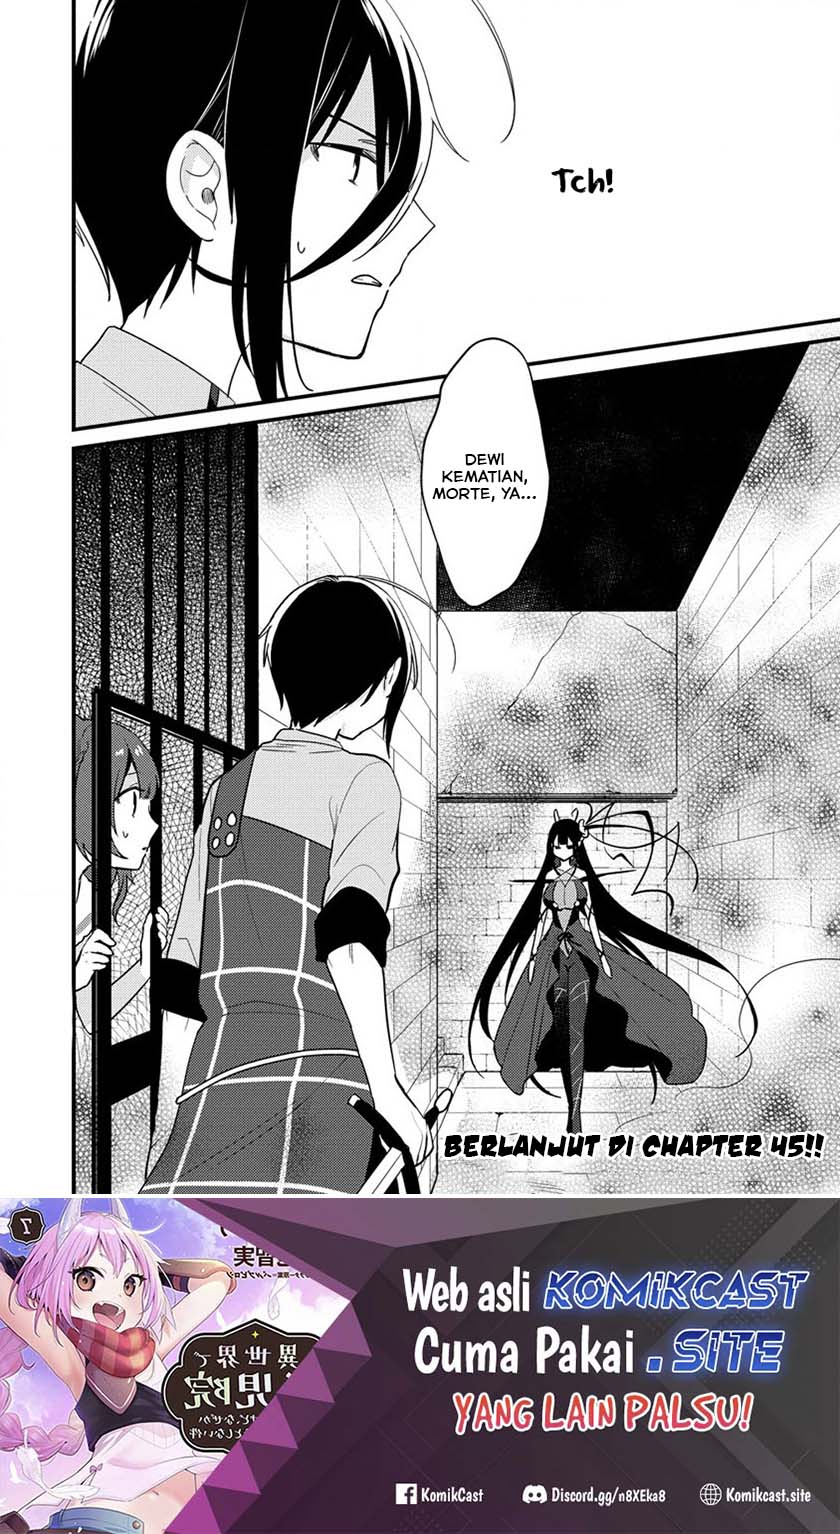 Tch!
DEWI
KEMATIAN,
MORTE, YA...
BERLANJUT DI CHAPTER 45!!
7
Web asli KOMIKCAST
Cuma Pakai .SITE
YANG LAIN PALSU!
KomikCast
Discord.gg/n8XEka8
Komikcast.site